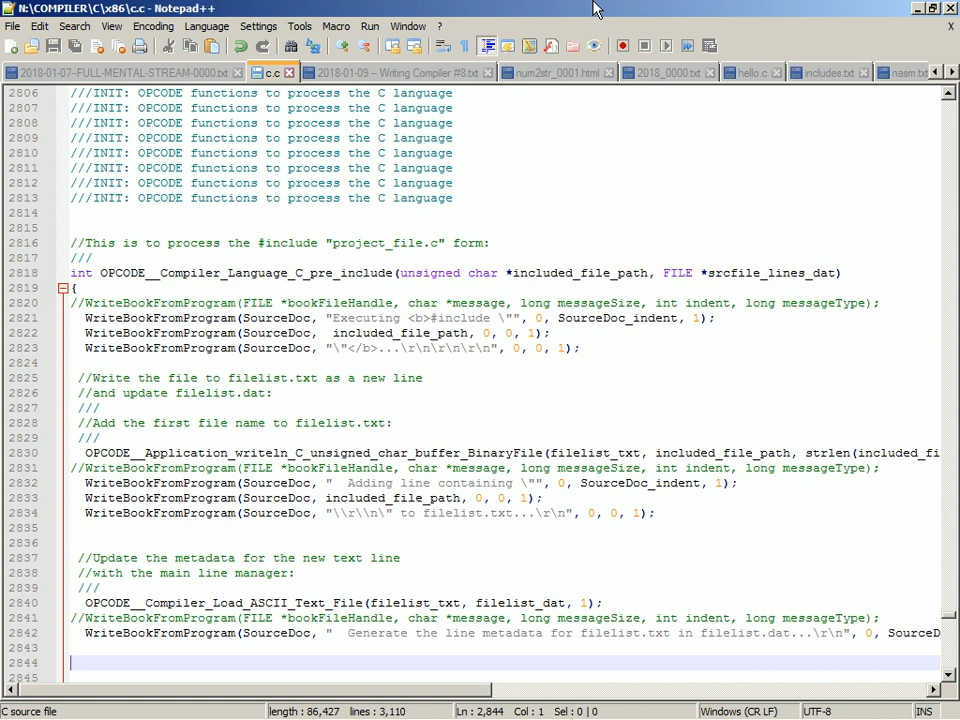 N:\COMPILER\C\x86\c.c - Notepad++
File Edit Search View Encoding Language Settings Tools Macro Run Window ? X
2018-01-07-FULL-MENTAL-STREAM-0000.txt c.c 2018-01-09 -- Writing Compiler #8.txt num2str_0001.html 2018_0000.txt hello.c includes.txt nasm.tx
2806 ///INIT: OPCODE functions to process the C language
2807 ///INIT: OPCODE functions to process the C language
2808 ///INIT: OPCODE functions to process the C language
2809 ///INIT: OPCODE functions to process the C language
2810 ///INIT: OPCODE functions to process the C language
2811 ///INIT: OPCODE functions to process the C language
2812 ///INIT: OPCODE functions to process the C language
2813 ///INIT: OPCODE functions to process the C language
2814
2815
2816 //This is to process the #include "project_file.c" form:
2817 ///
2818 int OPCODE__Compiler_Language_C_pre_include(unsigned char *included_file_path, FILE *srcfile_lines_dat)
2819 {
2820 //WriteBookFromProgram(FILE *bookFileHandle, char *message, long messageSize, int indent, long messageType);
2821 WriteBookFromProgram(SourceDoc, "Executing <b>#include \"", 0, SourceDoc_indent, 1);
2822 WriteBookFromProgram(SourceDoc, included_file_path, 0, 0, 1);
2823 WriteBookFromProgram(SourceDoc, "\"</b>...\r\n\r\n\r\n", 0, 0, 1);
2824
2825 //Write the file to filelist.txt as a new line
2826 //and update filelist.dat:
2827 ///
2828 //Add the first file name to filelist.txt:
2829 ///
2830 OPCODE__Application_writeln_C_unsigned_char_buffer_BinaryFile(filelist_txt, included_file_path, strlen(included_fi
2831 //WriteBookFromProgram(FILE *bookFileHandle, char *message, long messageSize, int indent, long messageType);
2832 WriteBookFromProgram(SourceDoc, "  Adding line containing \"", 0, SourceDoc_indent, 1);
2833 WriteBookFromProgram(SourceDoc, included_file_path, 0, 0, 1);
2834 WriteBookFromProgram(SourceDoc, "\\r\\n\" to filelist.txt...\r\n", 0, 0, 1);
2835
2836
2837 //Update the metadata for the new text line
2838 //with the main line manager:
2839 ///
2840 OPCODE__Compiler_Load_ASCII_Text_File(filelist_txt, filelist_dat, 1);
2841 //WriteBookFromProgram(FILE *bookFileHandle, char *message, long messageSize, int indent, long messageType);
2842 WriteBookFromProgram(SourceDoc, "  Generate the line metadata for filelist.txt in filelist.dat...\r\n", 0, SourceD
2843
2844
2845
C source file length : 86,427 lines : 3,110 Ln : 2,844 Col : 1 Sel : 0 | 0 Windows (CR LF) UTF-8 INS